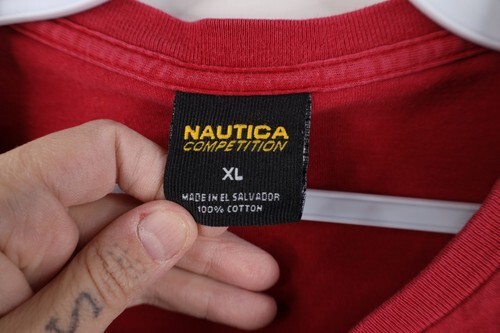 NAUTICA
COMPETITION
XL
MADE IN EL SALVADOR
100% COTTON